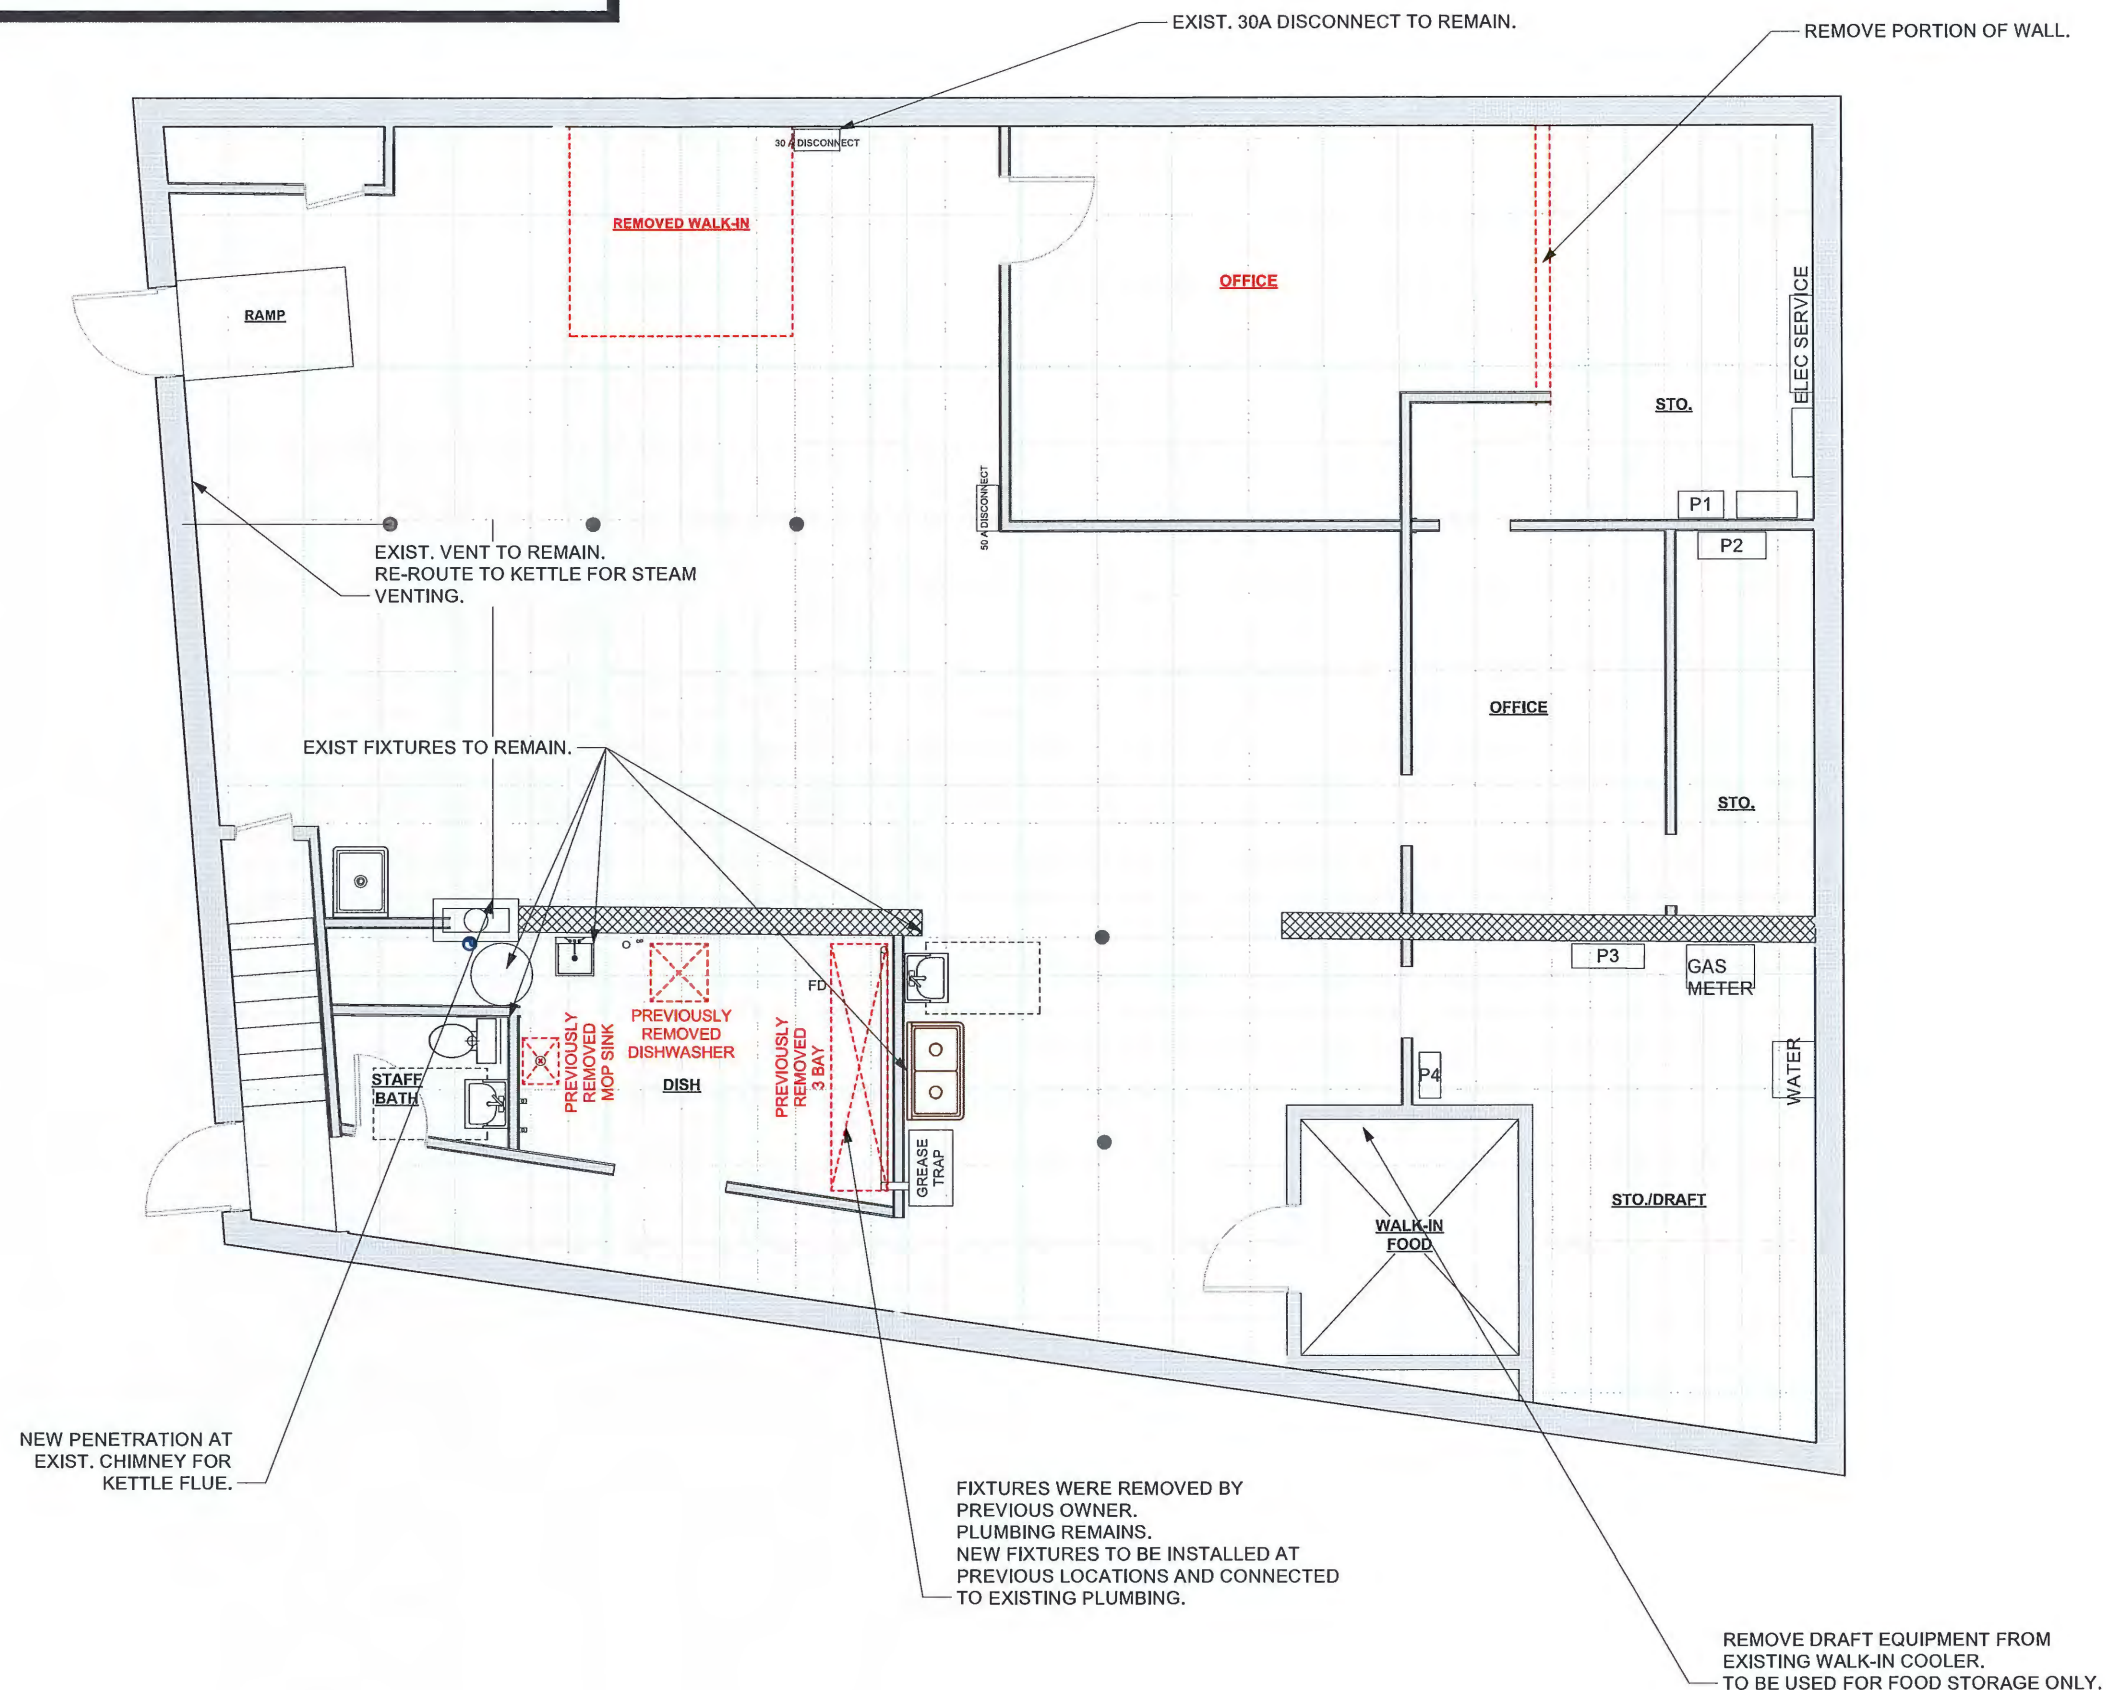 EXIST. 30A DISCONNECT TO REMAIN.
REMOVE PORTION OF WALL.
30 A DISCONNECT
REMOVED WALK-IN
OFFICE
RAMP
ELEC SERVICE
STO.
50 A DISCONNECT
P1
P2
EXIST. VENT TO REMAIN.
RE-ROUTE TO KETTLE FOR STEAM
VENTING.
OFFICE
EXIST FIXTURES TO REMAIN.
STO.
P3
GAS
METER
FD
PREVIOUSLY
REMOVED
MOP SINK
PREVIOUSLY
REMOVED
DISHWASHER
PREVIOUSLY
REMOVED
3 BAY
DISH
STAFF
BATH
P4
WATER
GREASE
TRAP
STO./DRAFT
WALK-IN
FOOD
NEW PENETRATION AT
EXIST. CHIMNEY FOR
KETTLE FLUE.
FIXTURES WERE REMOVED BY
PREVIOUS OWNER.
PLUMBING REMAINS.
NEW FIXTURES TO BE INSTALLED AT
PREVIOUS LOCATIONS AND CONNECTED
TO EXISTING PLUMBING.
REMOVE DRAFT EQUIPMENT FROM
EXISTING WALK-IN COOLER.
TO BE USED FOR FOOD STORAGE ONLY.